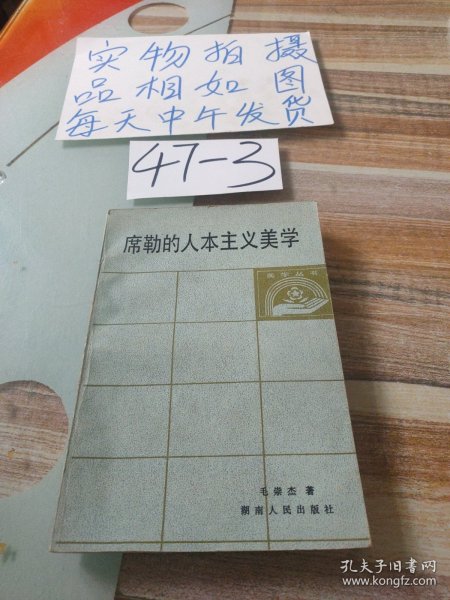 实物拍摄
品相如图
每天中午发货
47-3
席勒的人本主义美学
美学丛书
毛崇杰 著
湖南人民出版社
孔夫子旧书网
www.kongfz.com